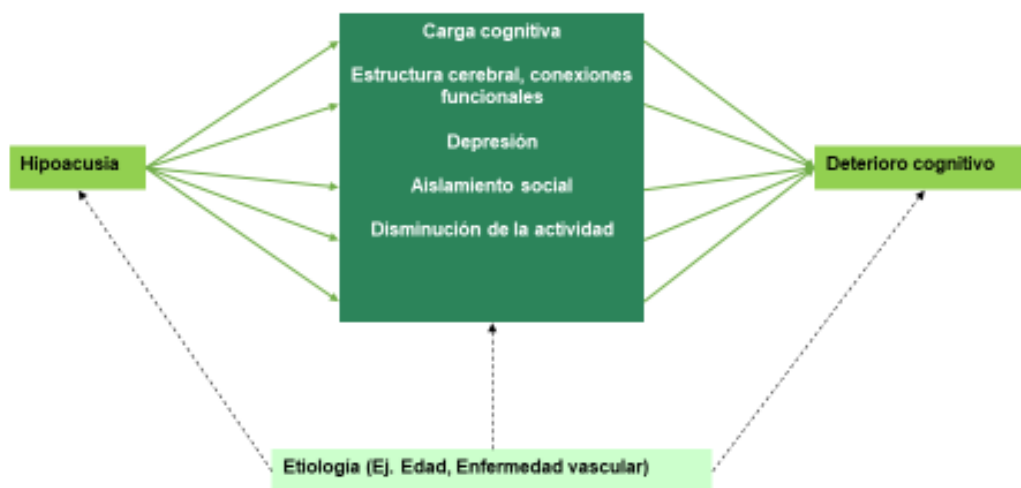 Carga cognitiva
Estructura cerebral, conexiones
funcionales
Depresión
Hipoacusia
Deterioro cognitivo
Aislamiento social
Disminución de la actividad
Etiología (Ej. Edad, Enfermedad vascular)